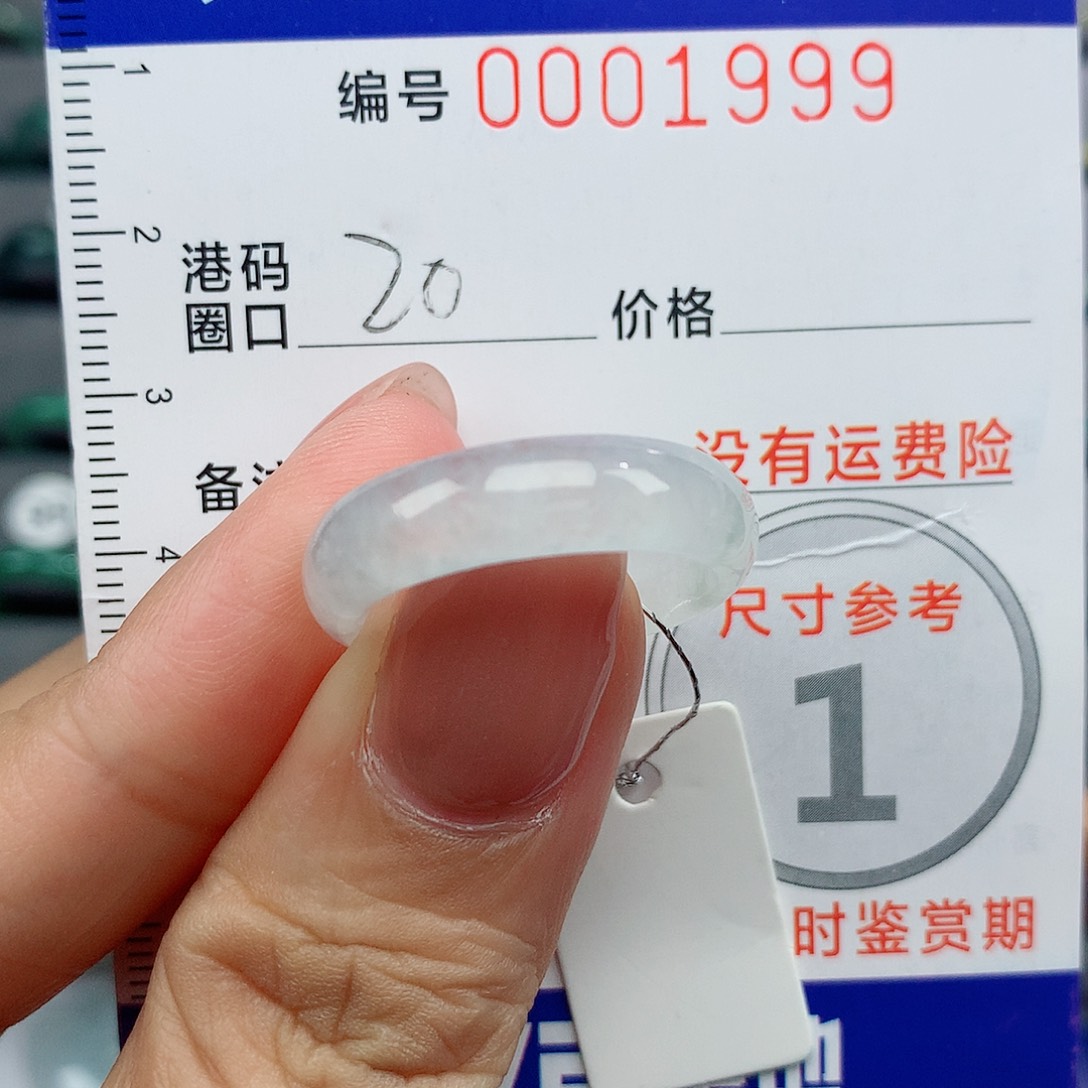 1
编号 0001999
2
港码
圈口 20 价格
3
没有运费险
备注
4
尺寸参考
1
时鉴赏期